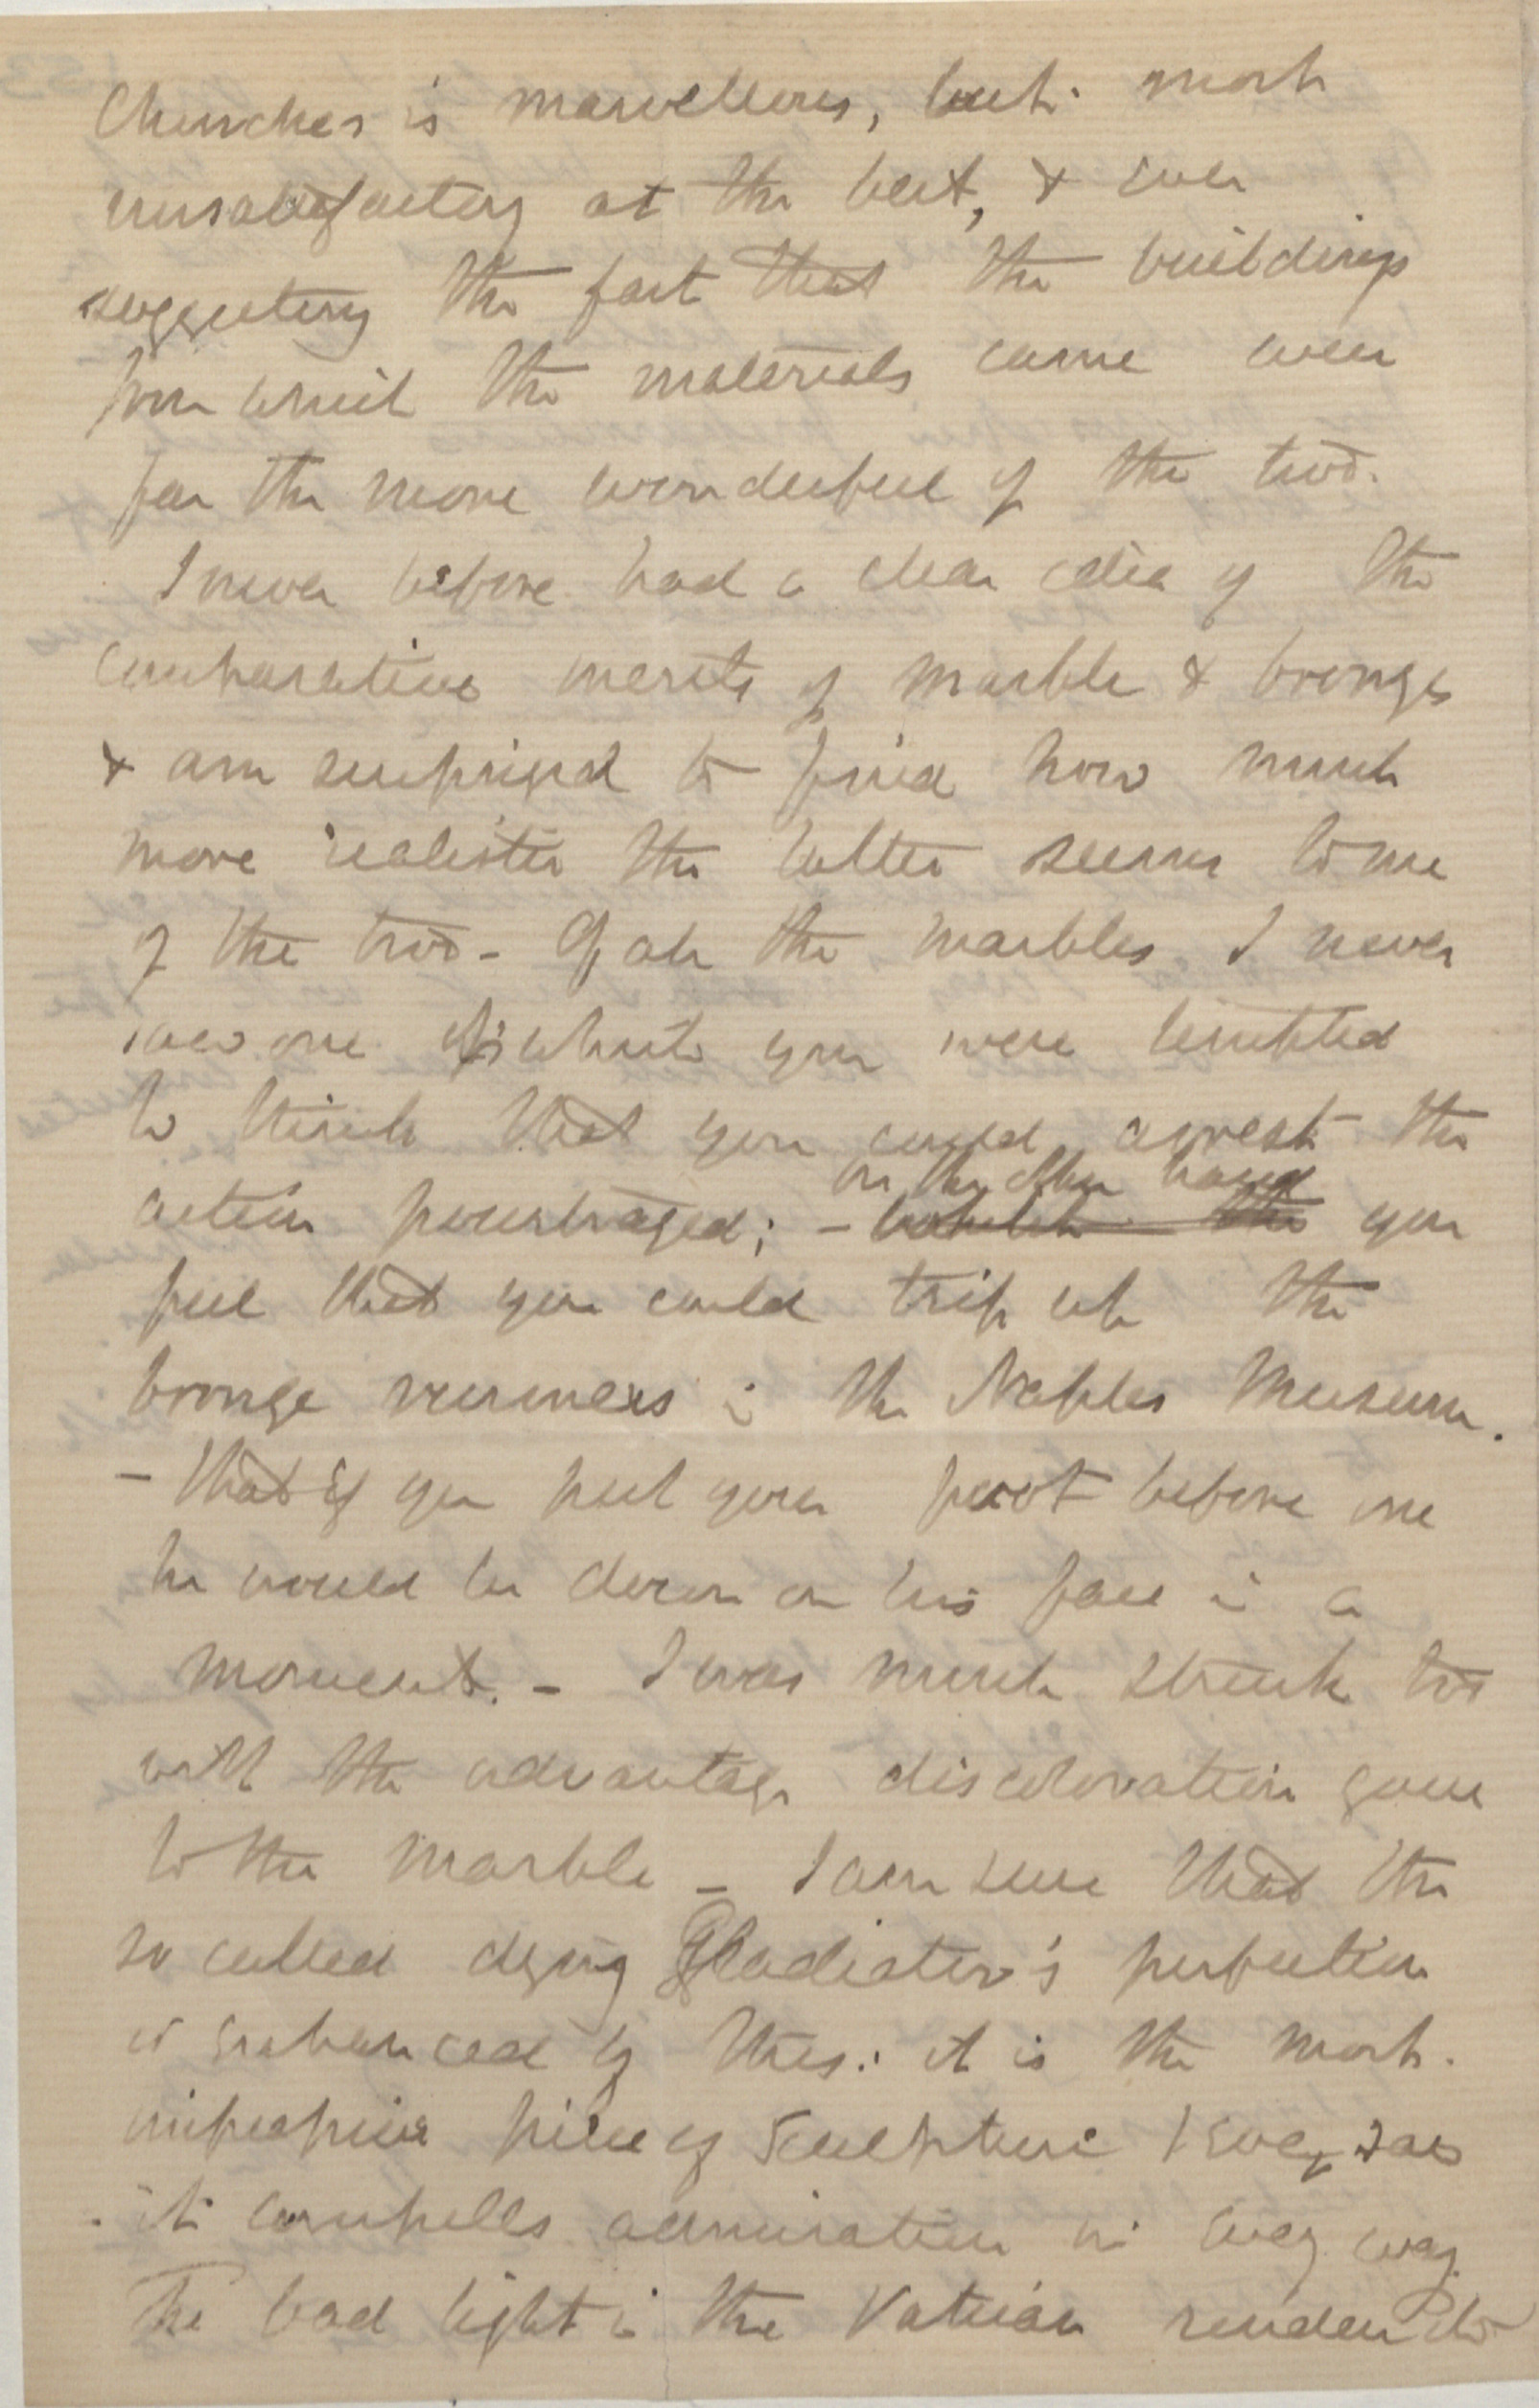 Churches is marvellous, but most
unsatisfactory at the best, & ever
suggesting the fact that the buildings
from which the materials came were
far the more wonderful of the two.
I never before had a clear idea of the
comparative merits of marble & bronze
& am surprised to find how much
more realistic the latter seems to me
of the two - Of all the marbles I never
saw one in which you were tempted
to think that you could arrest the
action pourtrayed; - on the other hand you
feel that you could trip up the
bronze runners in the Naples Museum.
- that if you put your foot before one
he would be down on his face in a
moment. - I was much struck too
with the advantage discoloration gave
to the marble - I am sure that the
so called dying Gladiator's perfection
is enhanced by this: it is the most
impressive piece of Sculpture I ever saw
- it compells admiration in every way.
The bad light in the Vatican renders